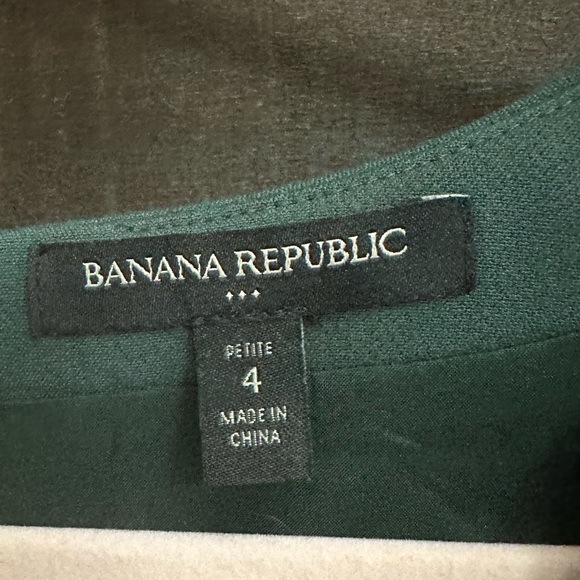 BANANA REPUBLIC
PETITE
4
MADE IN
CHINA